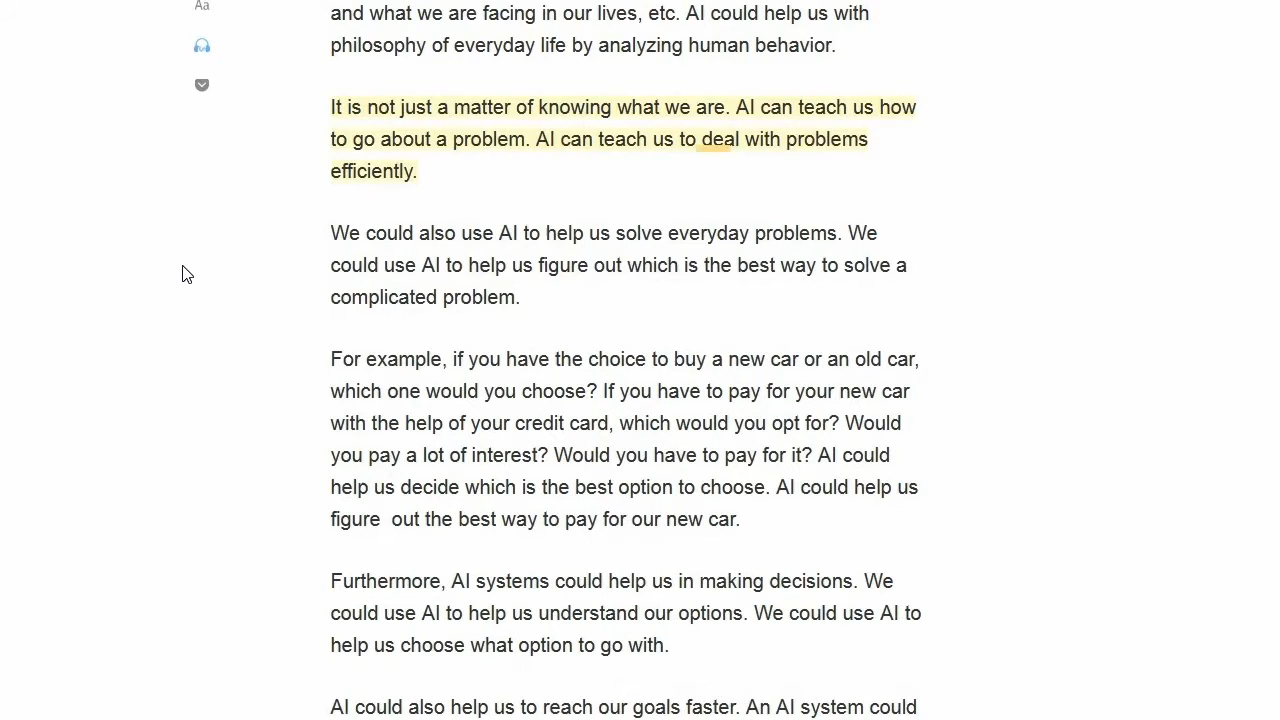 Aa
and what we are facing in our lives, etc. AI could help us with
philosophy of everyday life by analyzing human behavior.
It is not just a matter of knowing what we are. AI can teach us how
to go about a problem. AI can teach us to deal with problems
efficiently.
We could also use AI to help us solve everyday problems. We
could use AI to help us figure out which is the best way to solve a
complicated problem.
For example, if you have the choice to buy a new car or an old car,
which one would you choose? If you have to pay for your new car
with the help of your credit card, which would you opt for? Would
you pay a lot of interest? Would you have to pay for it? AI could
help us decide which is the best option to choose. AI could help us
figure  out the best way to pay for our new car.
Furthermore, AI systems could help us in making decisions. We
could use AI to help us understand our options. We could use AI to
help us choose what option to go with.
AI could also help us to reach our goals faster. An AI system could